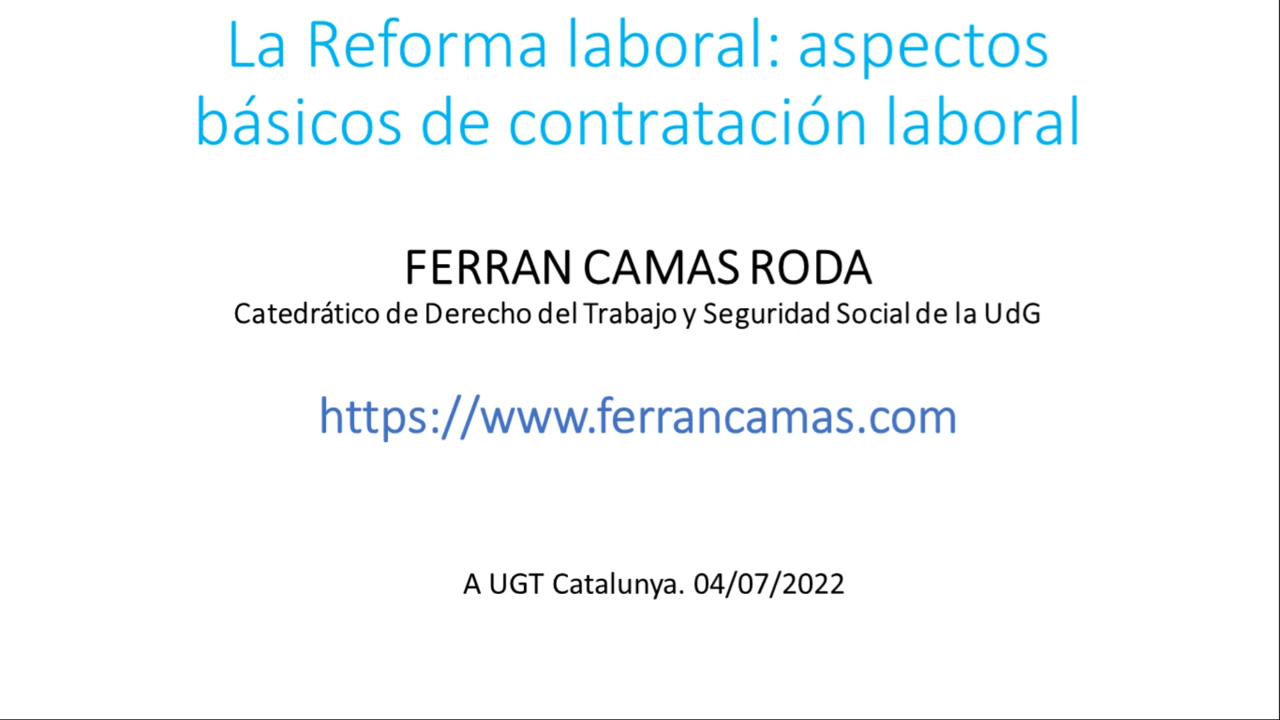 La Reforma laboral: aspectos
básicos de contratación laboral
FERRAN CAMAS RODA
Catedrático de Derecho del Trabajo y Seguridad Social de la UdG
https://www.ferrancamas.com
A UGT Catalunya. 04/07/2022